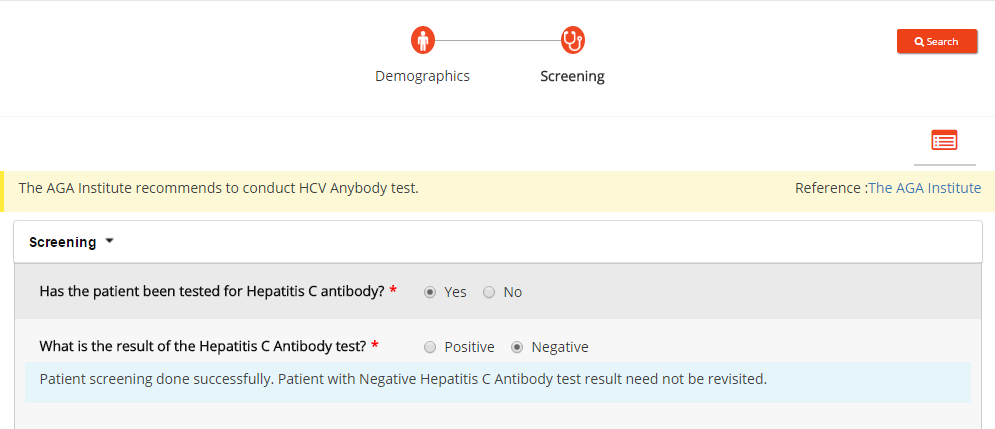 Demographics
Screening
Search
The AGA Institute recommends to conduct HCV Anybody test.
Reference :The AGA Institute
Screening
Has the patient been tested for Hepatitis C antibody? * Yes No
What is the result of the Hepatitis C Antibody test? * Positive Negative
Patient screening done successfully. Patient with Negative Hepatitis C Antibody test result need not be revisited.